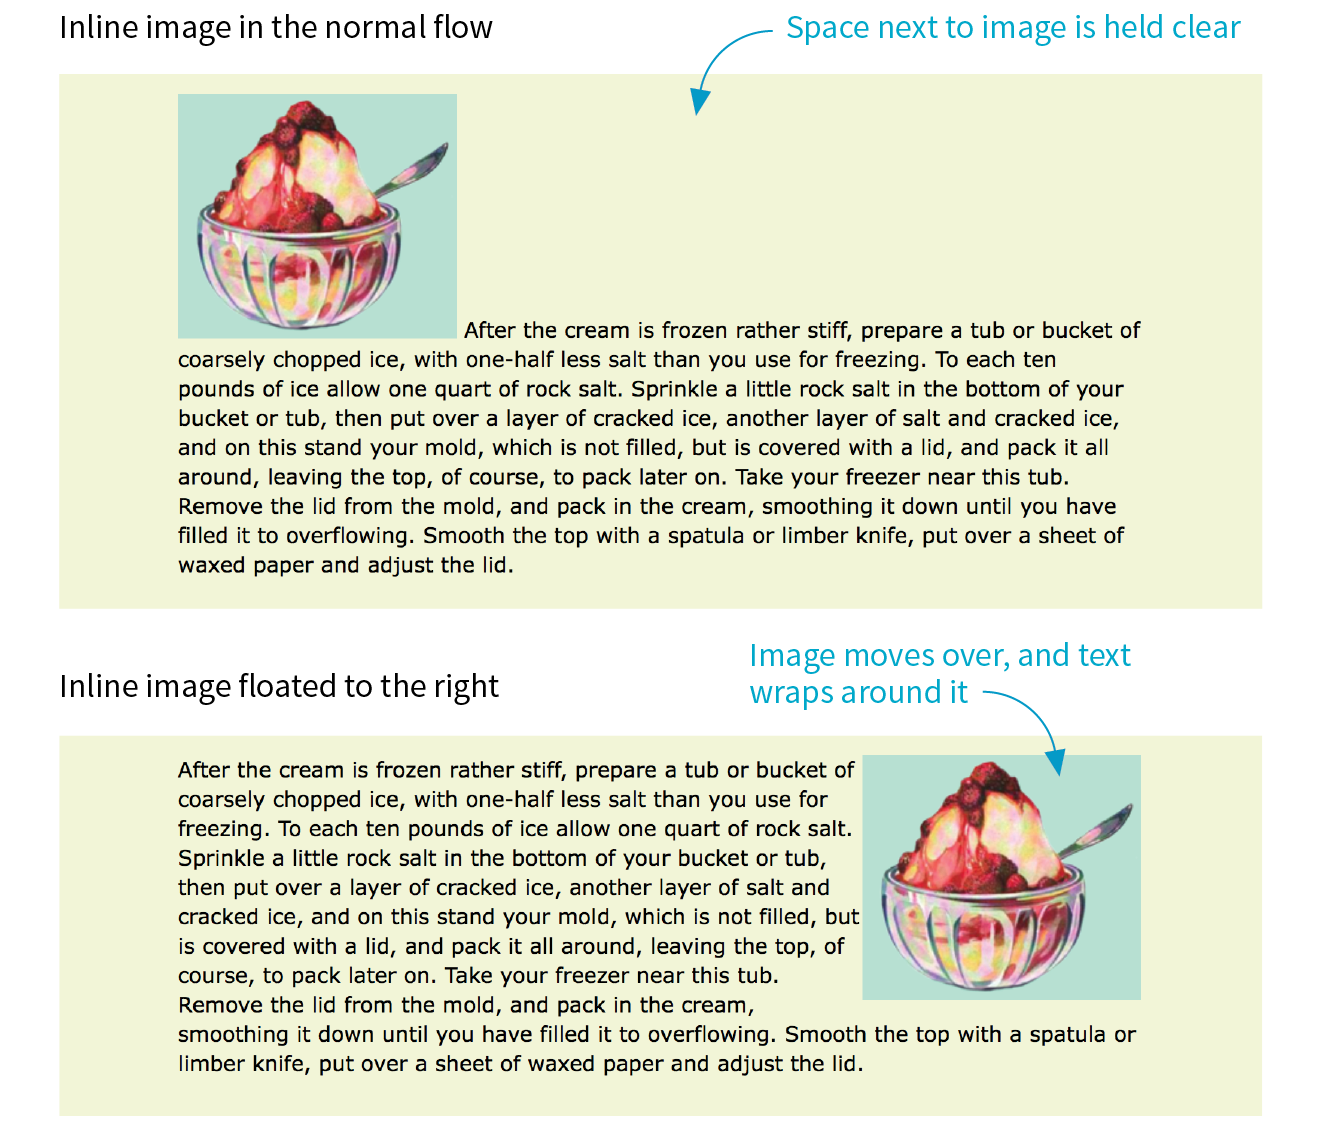 Inline image in the normal flow
Space next to image is held clear
After the cream is frozen rather stiff, prepare a tub or bucket of
coarsely chopped ice, with one-half less salt than you use for freezing. To each ten
pounds of ice allow one quart of rock salt. Sprinkle a little rock salt in the bottom of your
bucket or tub, then put over a layer of cracked ice, another layer of salt and cracked ice,
and on this stand your mold, which is not filled, but is covered with a lid, and pack it all
around, leaving the top, of course, to pack later on. Take your freezer near this tub.
Remove the lid from the mold, and pack in the cream, smoothing it down until you have
filled it to overflowing. Smooth the top with a spatula or limber knife, put over a sheet of
waxed paper and adjust the lid.
Inline image floated to the right
Image moves over, and text
wraps around it
After the cream is frozen rather stiff, prepare a tub or bucket of
coarsely chopped ice, with one-half less salt than you use for
freezing. To each ten pounds of ice allow one quart of rock salt.
Sprinkle a little rock salt in the bottom of your bucket or tub,
then put over a layer of cracked ice, another layer of salt and
cracked ice, and on this stand your mold, which is not filled, but
is covered with a lid, and pack it all around, leaving the top, of
course, to pack later on. Take your freezer near this tub.
Remove the lid from the mold, and pack in the cream,
smoothing it down until you have filled it to overflowing. Smooth the top with a spatula or
limber knife, put over a sheet of waxed paper and adjust the lid.